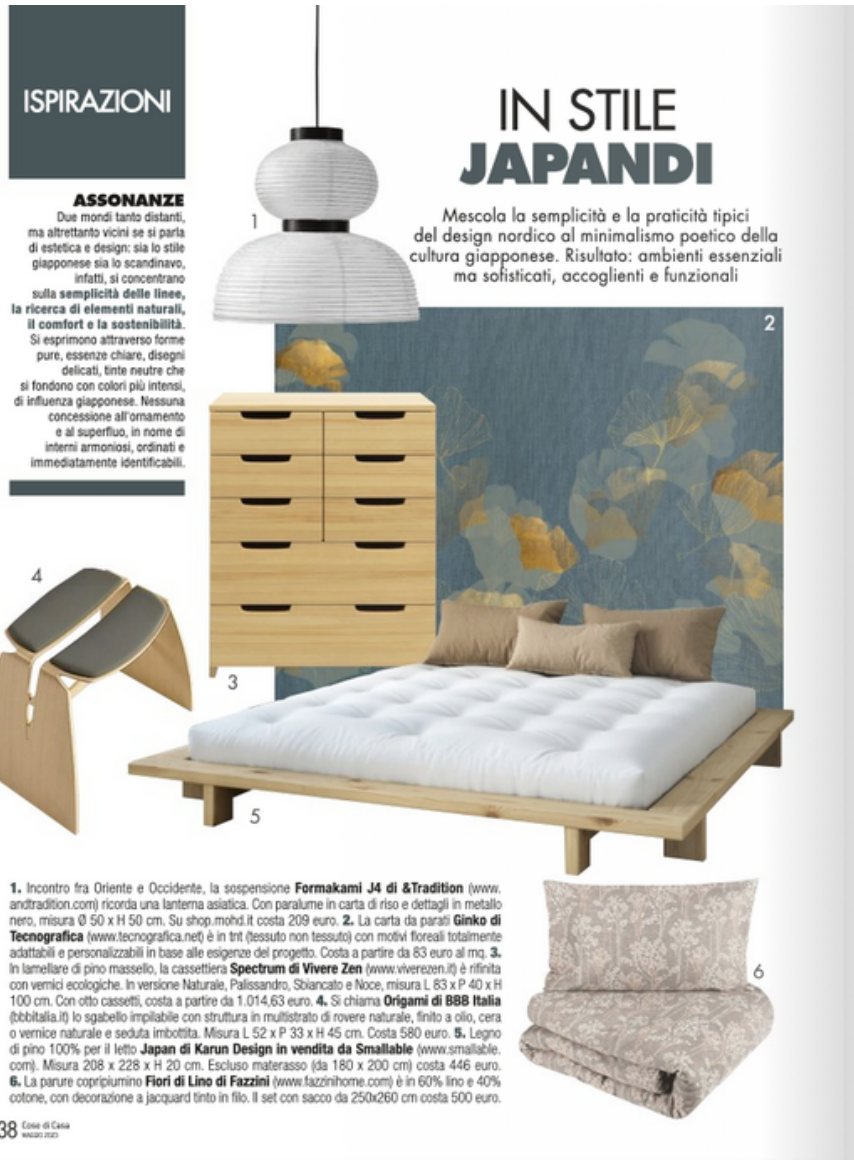 ISPIRAZIONI
IN STILE
JAPANDI
Mescola la semplicità e la praticità tipici
del design nordico al minimalismo poetico della
cultura giapponese. Risultato: ambienti essenziali
ma sofisticati, accoglienti e funzionali
ASSONANZE
Due mondi tanto distanti,
ma altrettanto vicini se si parla
di estetica e design: sia lo stile
giapponese sia lo scandinavo,
infatti, si concentrano
sulla semplicità delle linee,
la ricerca di elementi naturali,
il comfort e la sostenibilità.
Si esprimono attraverso forme
pure, essenze chiare, disegni
delicati, tinte neutre che
si fondono con colori più intensi,
di influenza giapponese. Nessuna
concessione all'ornamento
e al superfluo, in nome di
interni armoniosi, ordinati e
immediatamente identificabili.
1
2
3
4
5
6
1. Incontro fra Oriente e Occidente, la sospensione Formakami J4 di &Tradition (www.
andtradition.com) ricorda una lanterna asiatica. Con paralume in carta di riso e dettagli in metallo
nero, misura Ø 50 x H 50 cm. Su shop.mohd.it costa 209 euro. 2. La carta da parati Ginko di
Tecnografica (www.tecnografica.net) è in tnt (tessuto non tessuto) con motivi floreali totalmente
adattabili e personalizzabili in base alle esigenze del progetto. Costa a partire da 83 euro al mq. 3.
In lamellare di pino massello, la cassettiera Spectrum di Vivere Zen (www.viverezen.it) è rifinita
con vernici ecologiche. In versione Naturale, Palissandro, Sbiancato e Noce, misura L 83 x P 40 x H
100 cm. Con otto cassetti, costa a partire da 1.014,63 euro. 4. Si chiama Origami di BBB Italia
(bbbitalia.it) lo sgabello impilabile con struttura in multistrato di rovere naturale, finito a olio, cera
o vernice naturale e seduta imbottita. Misura L 52 x P 33 x H 45 cm. Costa 580 euro. 5. Legno
di pino 100% per il letto Japan di Karun Design in vendita da Smallable (www.smallable.
com). Misura 208 x 228 x H 20 cm. Escluso materasso (da 180 x 200 cm) costa 446 euro.
6. La parure copripiumino Fiori di Lino di Fazzini (www.fazzinihome.com) è in 60% lino e 40%
cotone, con decorazione a jacquard tinto in filo. Il set con sacco da 250x260 cm costa 500 euro.
38 Cose di Casa
MAGGIO 2023